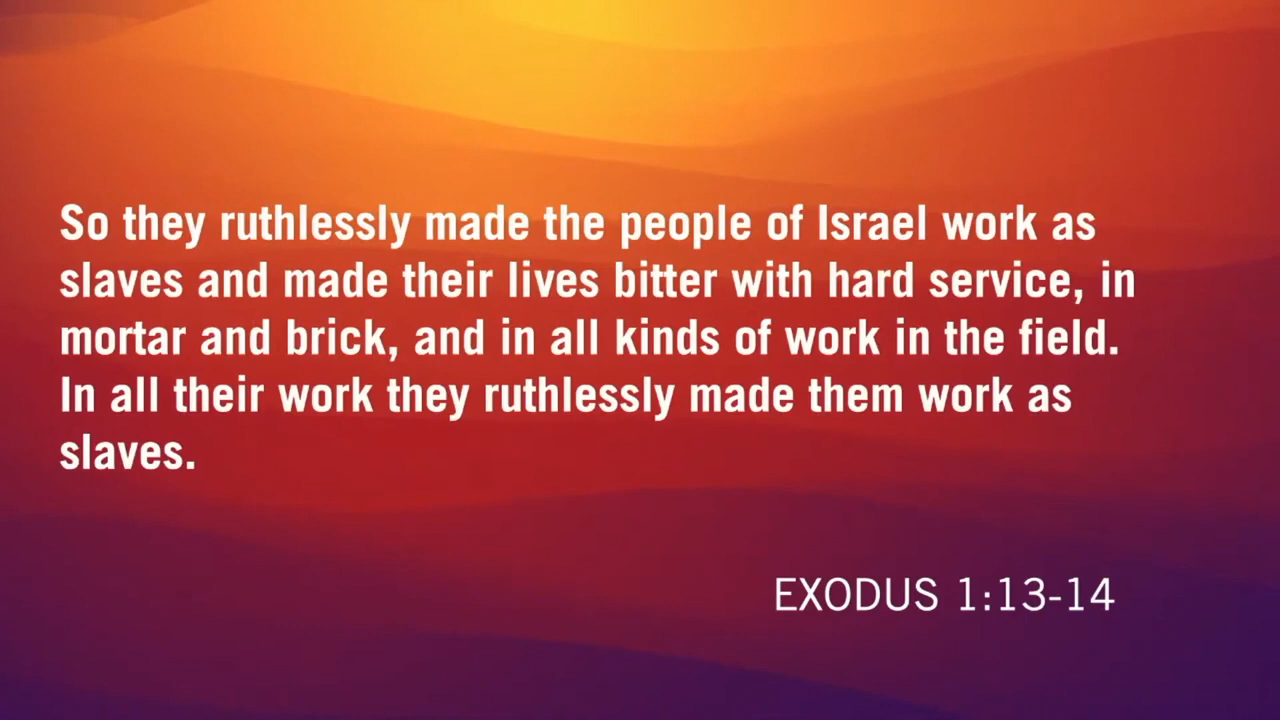 So they ruthlessly made the people of Israel work as
slaves and made their lives bitter with hard service, in
mortar and brick, and in all kinds of work in the field.
In all their work they ruthlessly made them work as
slaves.
EXODUS 1:13-14